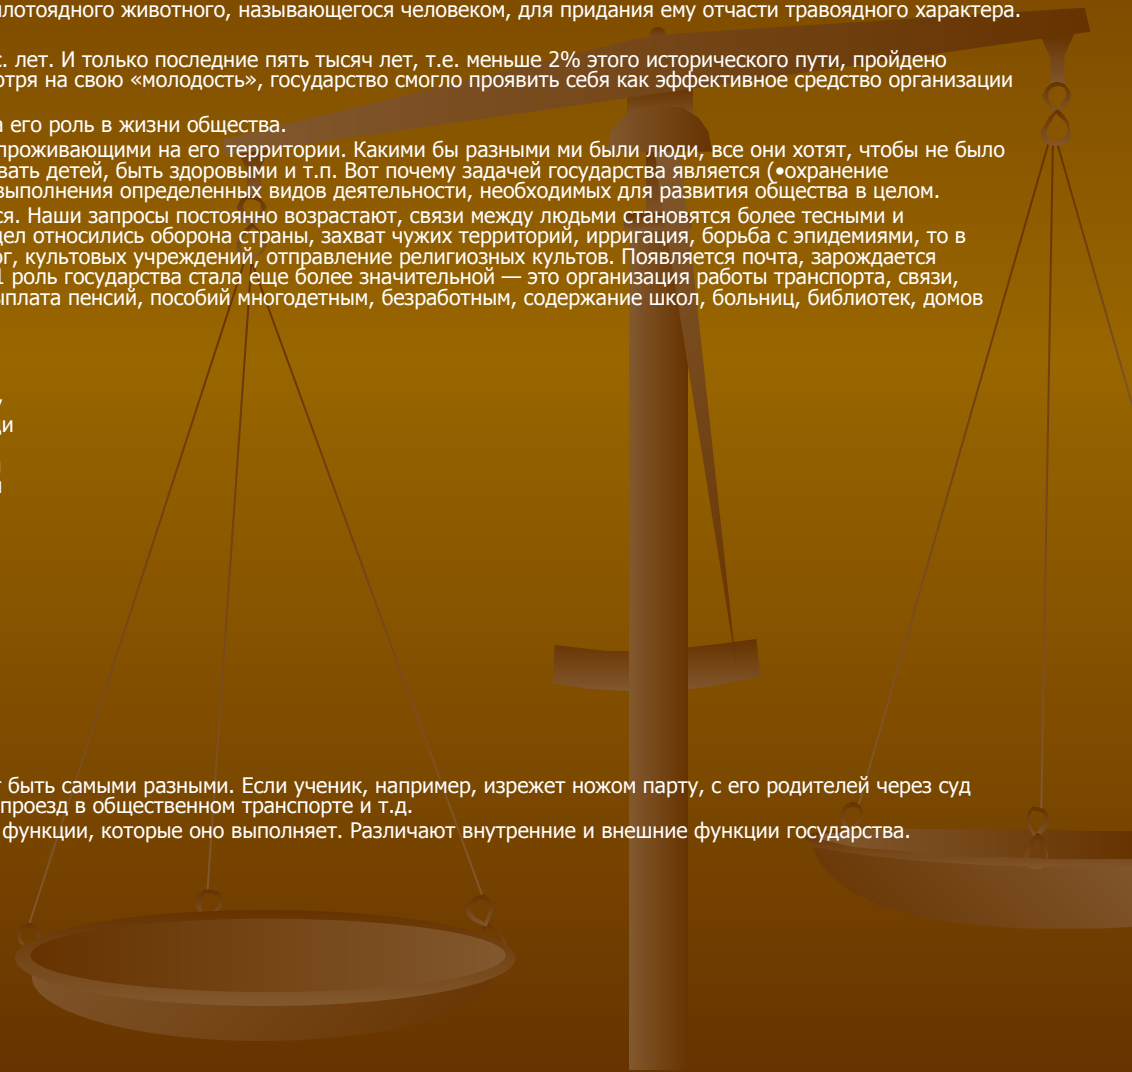 лотоядного животного, называющегося человеком, для придания ему отчасти травоядного характера.
с. лет. И только последние пять тысяч лет, т.е. меньше 2% этого исторического пути, пройдено
отря на свою «молодость», государство смогло проявить себя как эффективное средство организации
а его роль в жизни общества.
проживающими на его территории. Какими бы разными ми были люди, все они хотят, чтобы не было
вать детей, быть здоровыми и т.п. Вот почему задачей государства является (•охранение
выполнения определенных видов деятельности, необходимых для развития общества в целом.
ся. Наши запросы постоянно возрастают, связи между людьми становятся более тесными и
дел относились оборона страны, захват чужих территорий, ирригация, борьба с эпидемиями, то в
ог, культовых учреждений, отправление религиозных культов. Появляется почта, зарождается
1 роль государства стала еще более значительной — это организация работы транспорта, связи,
ыплата пенсий, пособий многодетным, безработным, содержание школ, больниц, библиотек, домов
ди
т быть самыми разными. Если ученик, например, изрежет ножом парту, с его родителей через суд
проезд в общественном транспорте и т.д.
функции, которые оно выполняет. Различают внутренние и внешние функции государства.